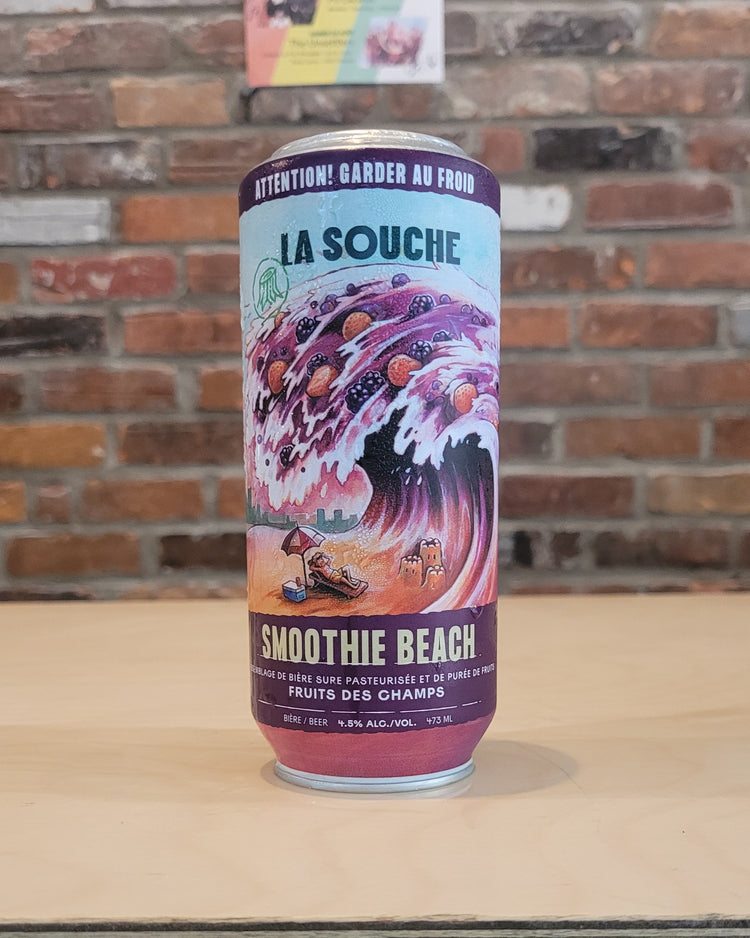 ATTENTION! GARDER AU FROID
LA SOUCHE
SMOOTHIE BEACH
DE BIÈRE SURE PASTEURISÉE ET DE PURÉE DE FRUITS
FRUITS DES CHAMPS
BIÈRE / BEER 4.5% ALC./VOL. 473 ML